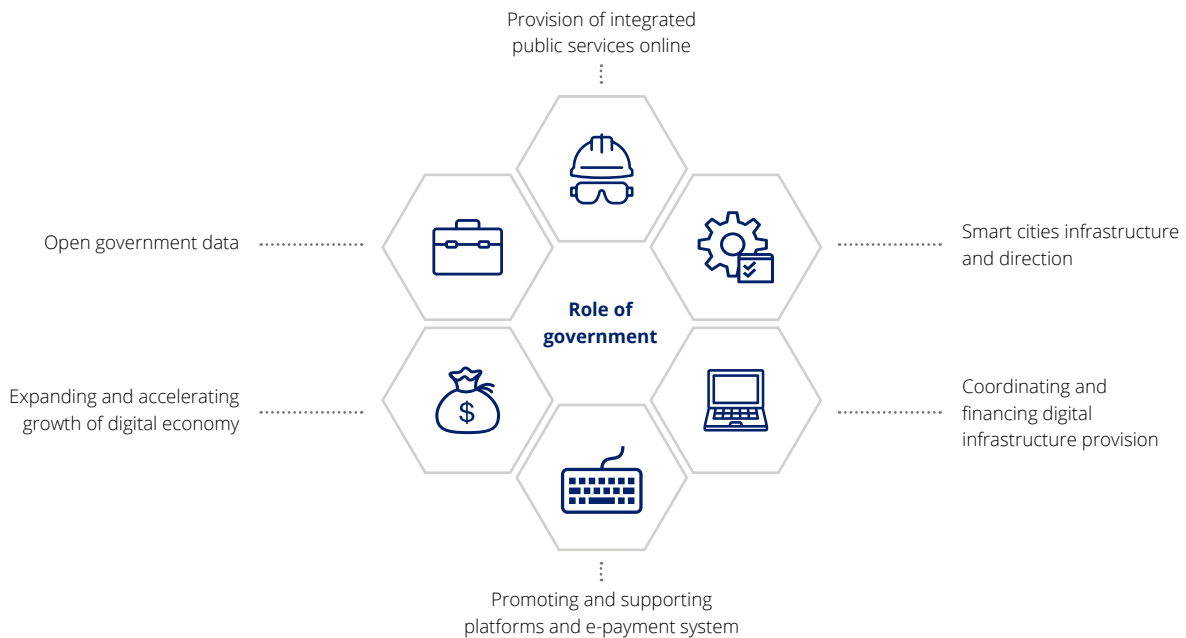 Provision of integrated
public services online
Open government data
Smart cities infrastructure
and direction
Role of
government
Expanding and accelerating
growth of digital economy
$
Coordinating and
financing digital
infrastructure provision
Promoting and supporting
platforms and e-payment system